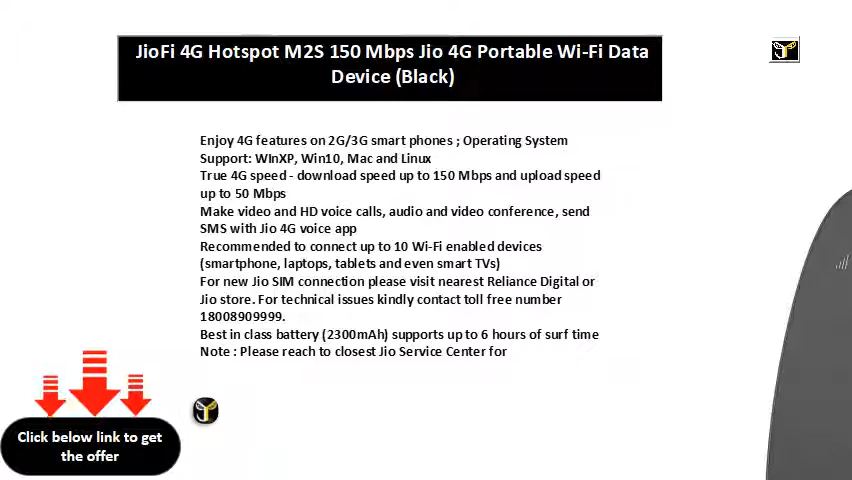 JioFi 4G Hotspot M2S 150 Mbps Jio 4G Portable Wi-Fi Data
Device (Black)
Enjoy 4G features on 2G/3G smart phones ; Operating System
Support: WInXP, Win10, Mac and Linux
True 4G speed - download speed up to 150 Mbps and upload speed
up to 50 Mbps
Make video and HD voice calls, audio and video conference, send
SMS with Jio 4G voice app
Recommended to connect up to 10 Wi-Fi enabled devices
(smartphone, laptops, tablets and even smart TVs)
For new Jio SIM connection please visit nearest Reliance Digital or
Jio store. For technical issues kindly contact toll free number
18008909999.
Best in class battery (2300mAh) supports up to 6 hours of surf time
Note : Please reach to closest Jio Service Center for
Click below link to get
the offer